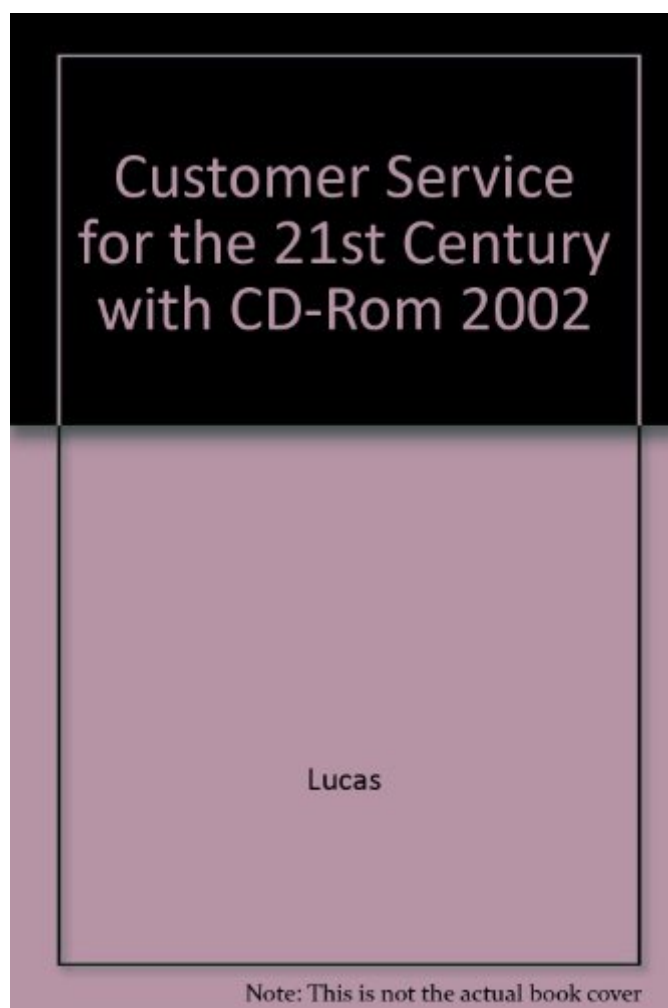 Customer Service
for the 21st Century
with CD-Rom 2002
Lucas
Note: This is not the actual book cover